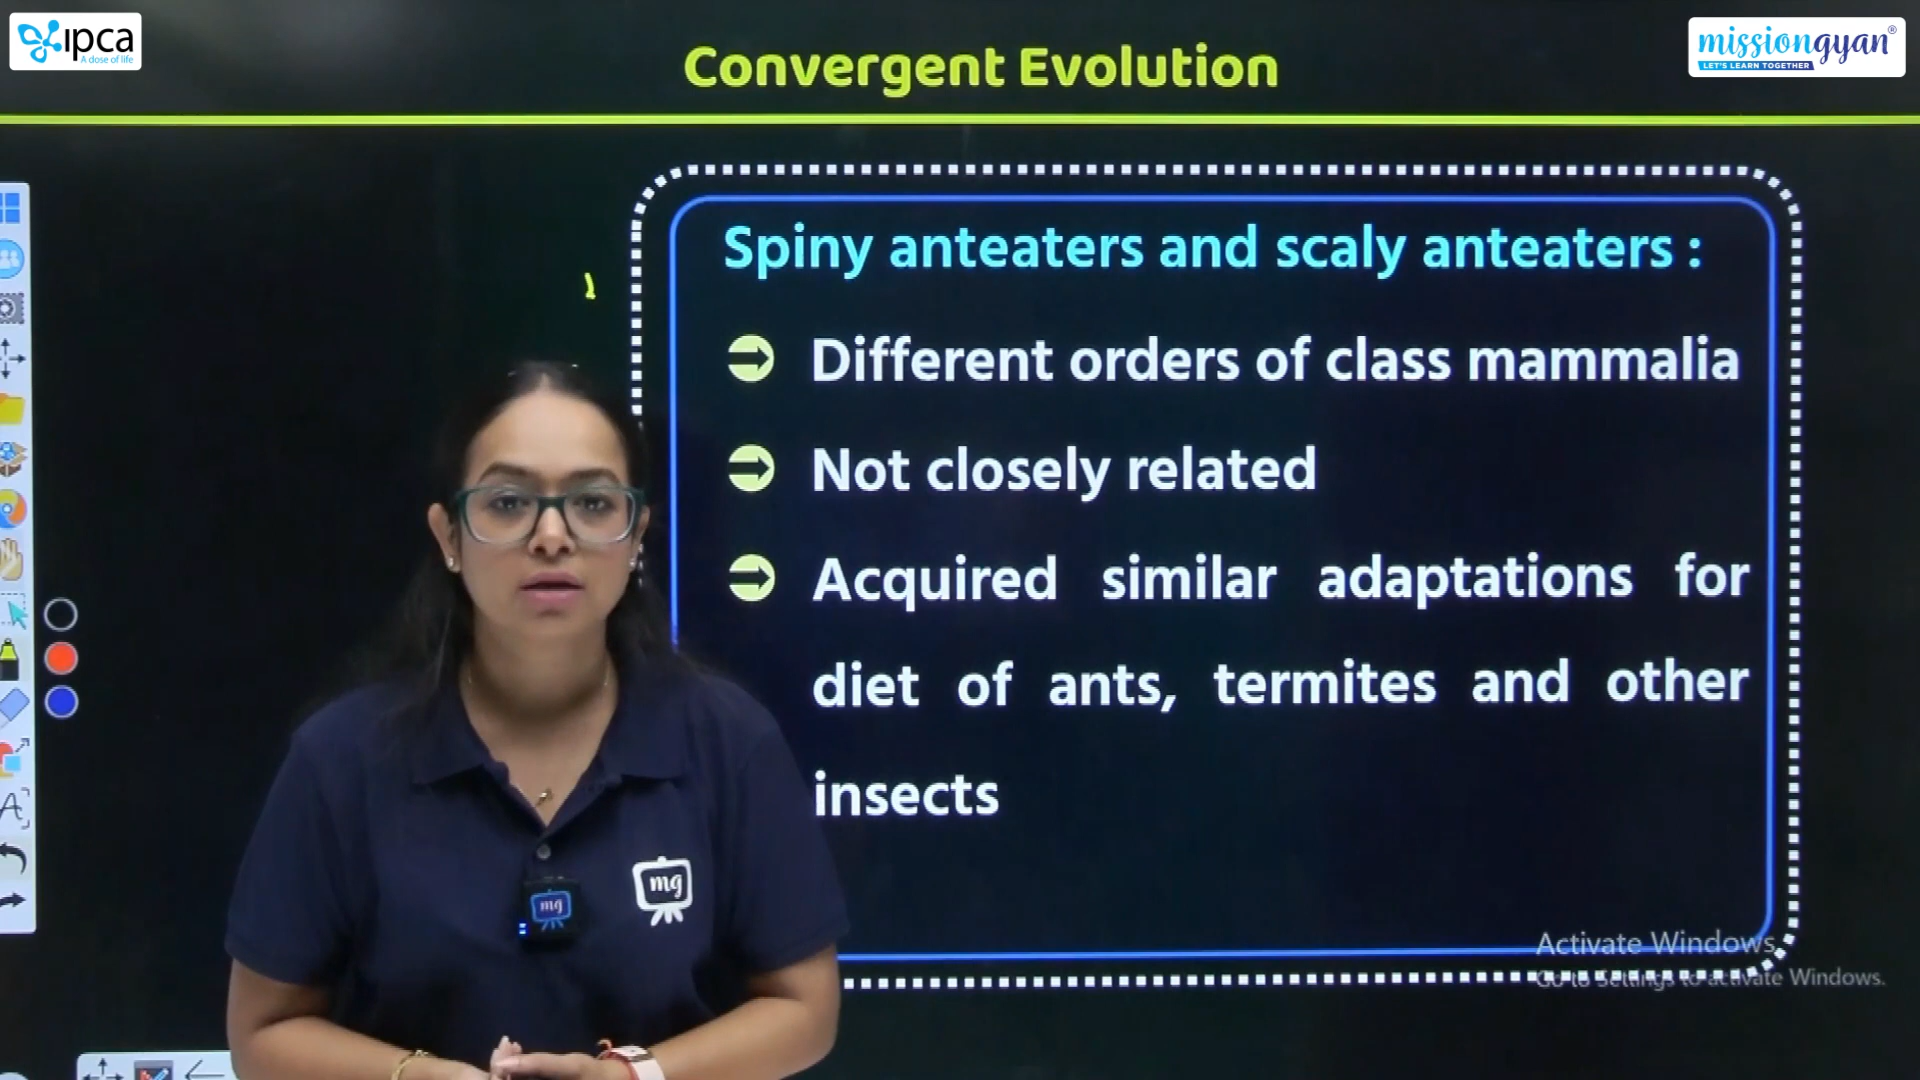 ipca
A dose of life
Convergent Evolution
missiongyan®
LET'S LEARN TOGETHER
Spiny anteaters and scaly anteaters :
Different orders of class mammalia
Not closely related
Acquired similar adaptations for
diet of ants, termites and other
insects
mg
mg
Activate Windows
Go to Settings to activate Windows.